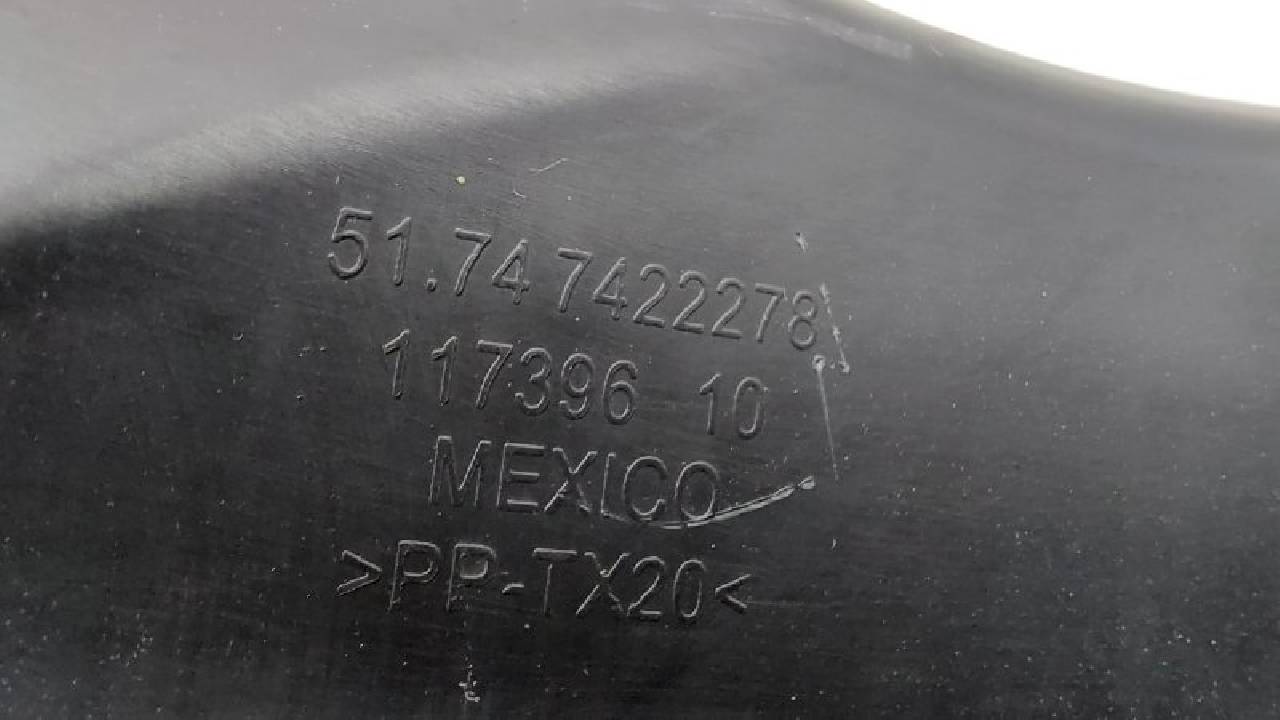 51.74 7422278
117396 10
MEXICO
>PP-TX20<